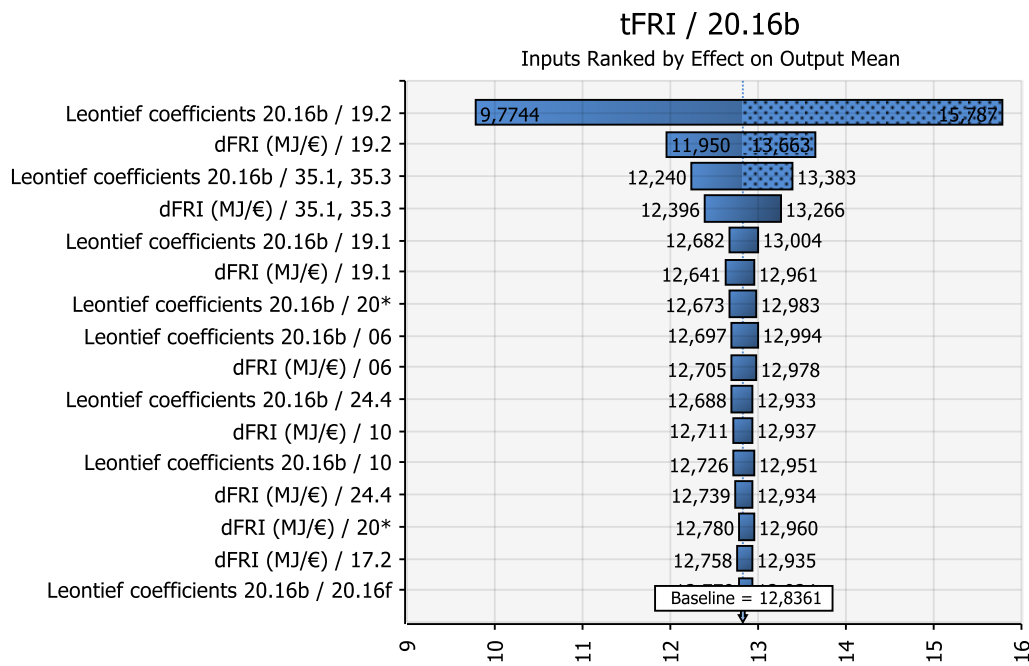 tFRI / 20.16b
Inputs Ranked by Effect on Output Mean
Leontief coefficients 20.16b / 19.2 9,7744 15,787
dFRI (MJ/€) / 19.2 11,950 13,663
Leontief coefficients 20.16b / 35.1, 35.3 12,240 13,383
dFRI (MJ/€) / 35.1, 35.3 12,396 13,266
Leontief coefficients 20.16b / 19.1 12,682 13,004
dFRI (MJ/€) / 19.1 12,641 12,961
Leontief coefficients 20.16b / 20* 12,673 12,983
Leontief coefficients 20.16b / 06 12,697 12,994
dFRI (MJ/€) / 06 12,705 12,978
Leontief coefficients 20.16b / 24.4 12,688 12,933
dFRI (MJ/€) / 10 12,711 12,937
Leontief coefficients 20.16b / 10 12,726 12,951
dFRI (MJ/€) / 24.4 12,739 12,934
dFRI (MJ/€) / 20* 12,780 12,960
dFRI (MJ/€) / 17.2 12,758 12,935
Leontief coefficients 20.16b / 20.16f
Baseline = 12,8361
9 10 11 12 13 14 15 16